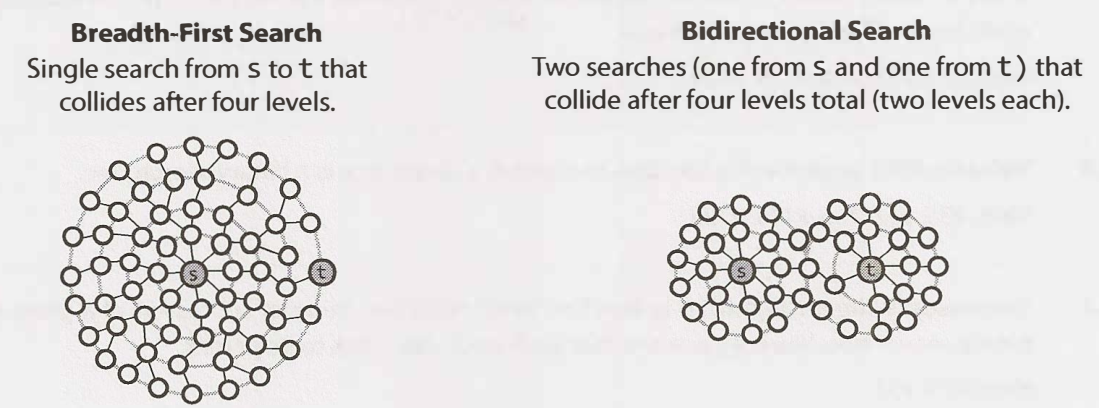 Breadth-First Search
Single search from s to t that
collides after four levels.
s
t
Bidirectional Search
Two searches (one from s and one from t) that
collide after four levels total (two levels each).
s
t